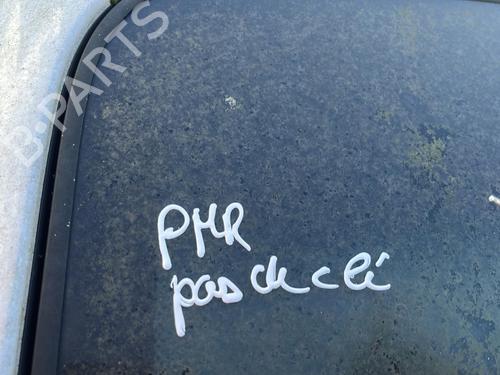 B-PARTS
PMR
pas de clé